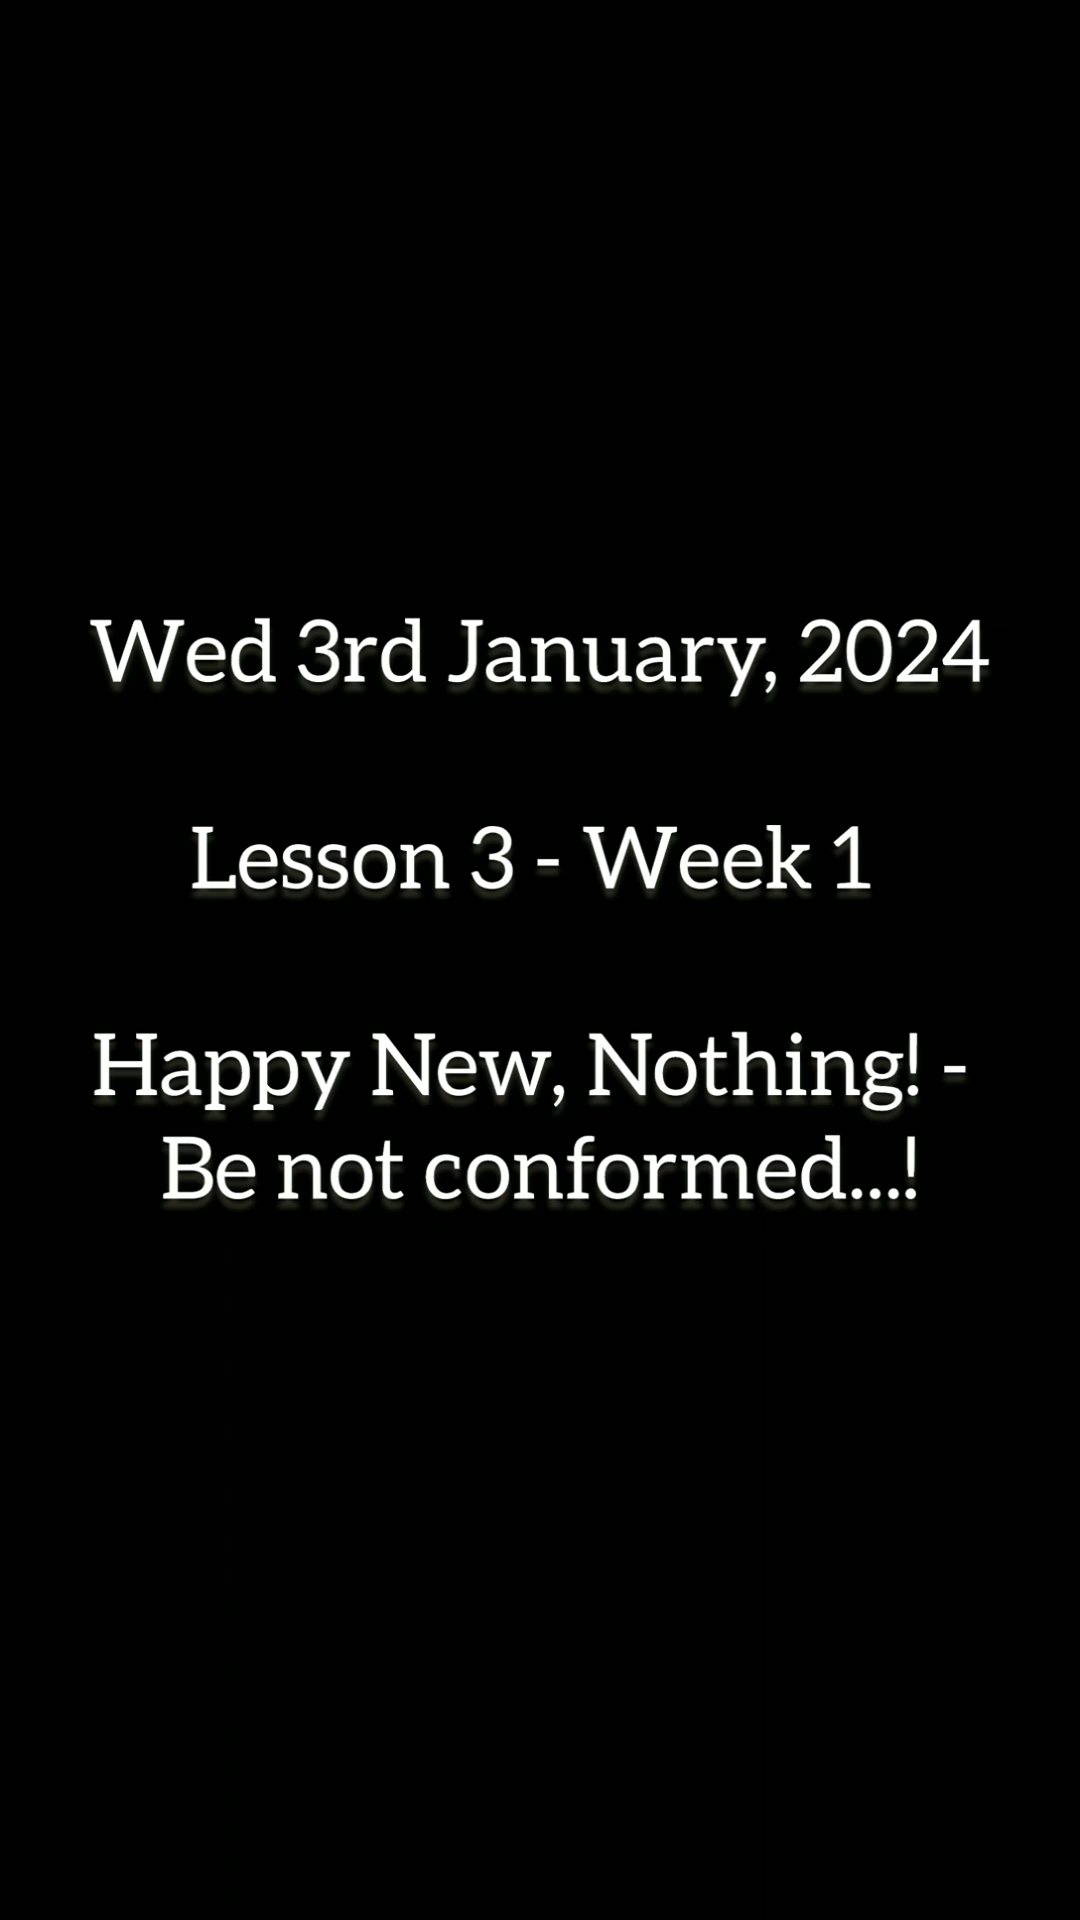 Wed 3rd January, 2024
Lesson 3 - Week 1
Happy New, Nothing! -
Be not conformed...!